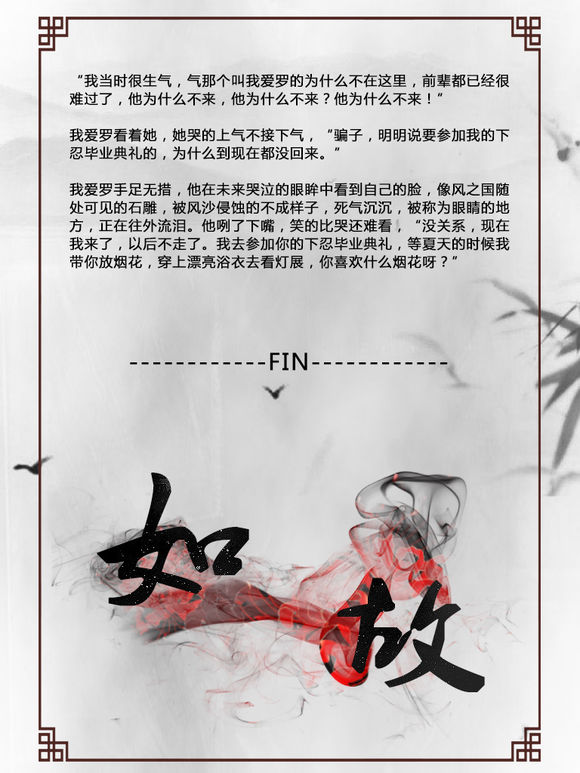 “我当时很生气，气那个叫我爱罗的为什么不在这里，前辈都已经很
难过了，他为什么不来，他为什么不来？他为什么不来！”
我爱罗看着她，她哭的上气不接下气，“骗子，明明说要参加我的下
忍毕业典礼的，为什么到现在都没回来。”
我爱罗手足无措，他在未来哭泣的眼眸中看到自己的脸，像风之国随
处可见的石雕，被风沙侵蚀的不成样子，死气沉沉，被称为眼睛的地
方，正在往外流泪。他咧了下嘴，笑的比哭还难看，“没关系，现在
我来了，以后不走了。我去参加你的下忍毕业典礼，等夏天的时候我
带你放烟花，穿上漂亮浴衣去看灯展，你喜欢什么烟花呀？”
------------FIN------------
如故